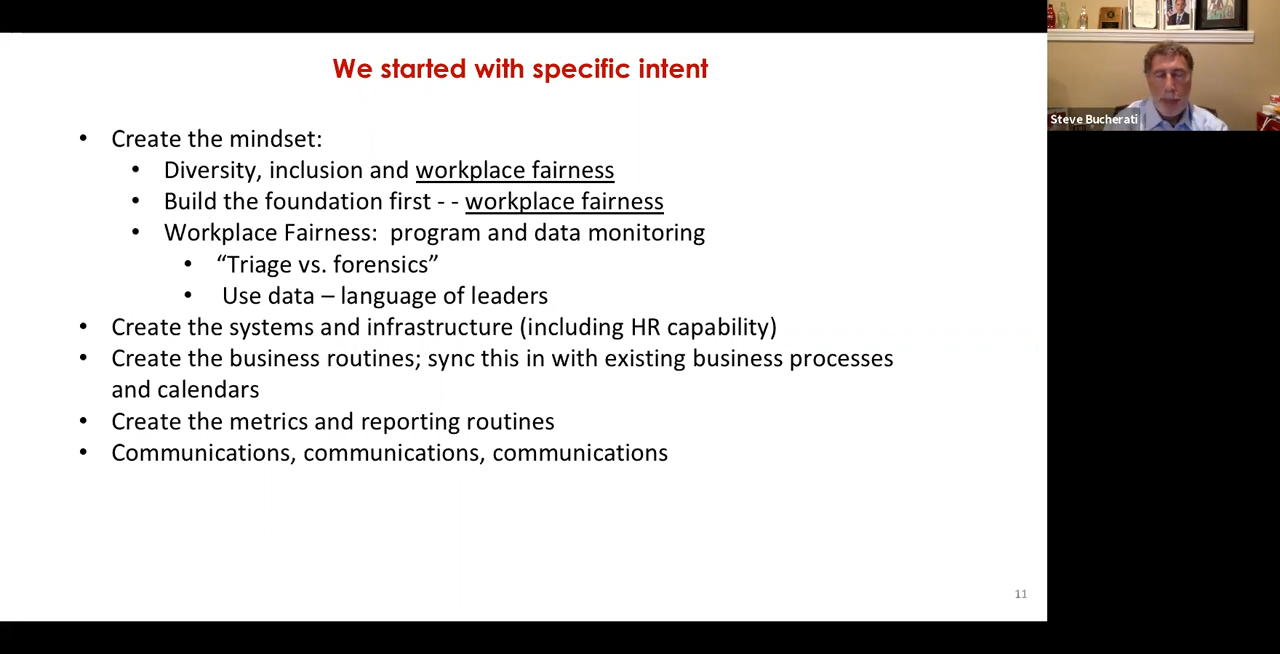 We started with specific intent
• Create the mindset:
• Diversity, inclusion and workplace fairness
• Build the foundation first - - workplace fairness
• Workplace Fairness:  program and data monitoring
• “Triage vs. forensics”
• Use data – language of leaders
• Create the systems and infrastructure (including HR capability)
• Create the business routines; sync this in with existing business processes
and calendars
• Create the metrics and reporting routines
• Communications, communications, communications
11
Steve Bucherati